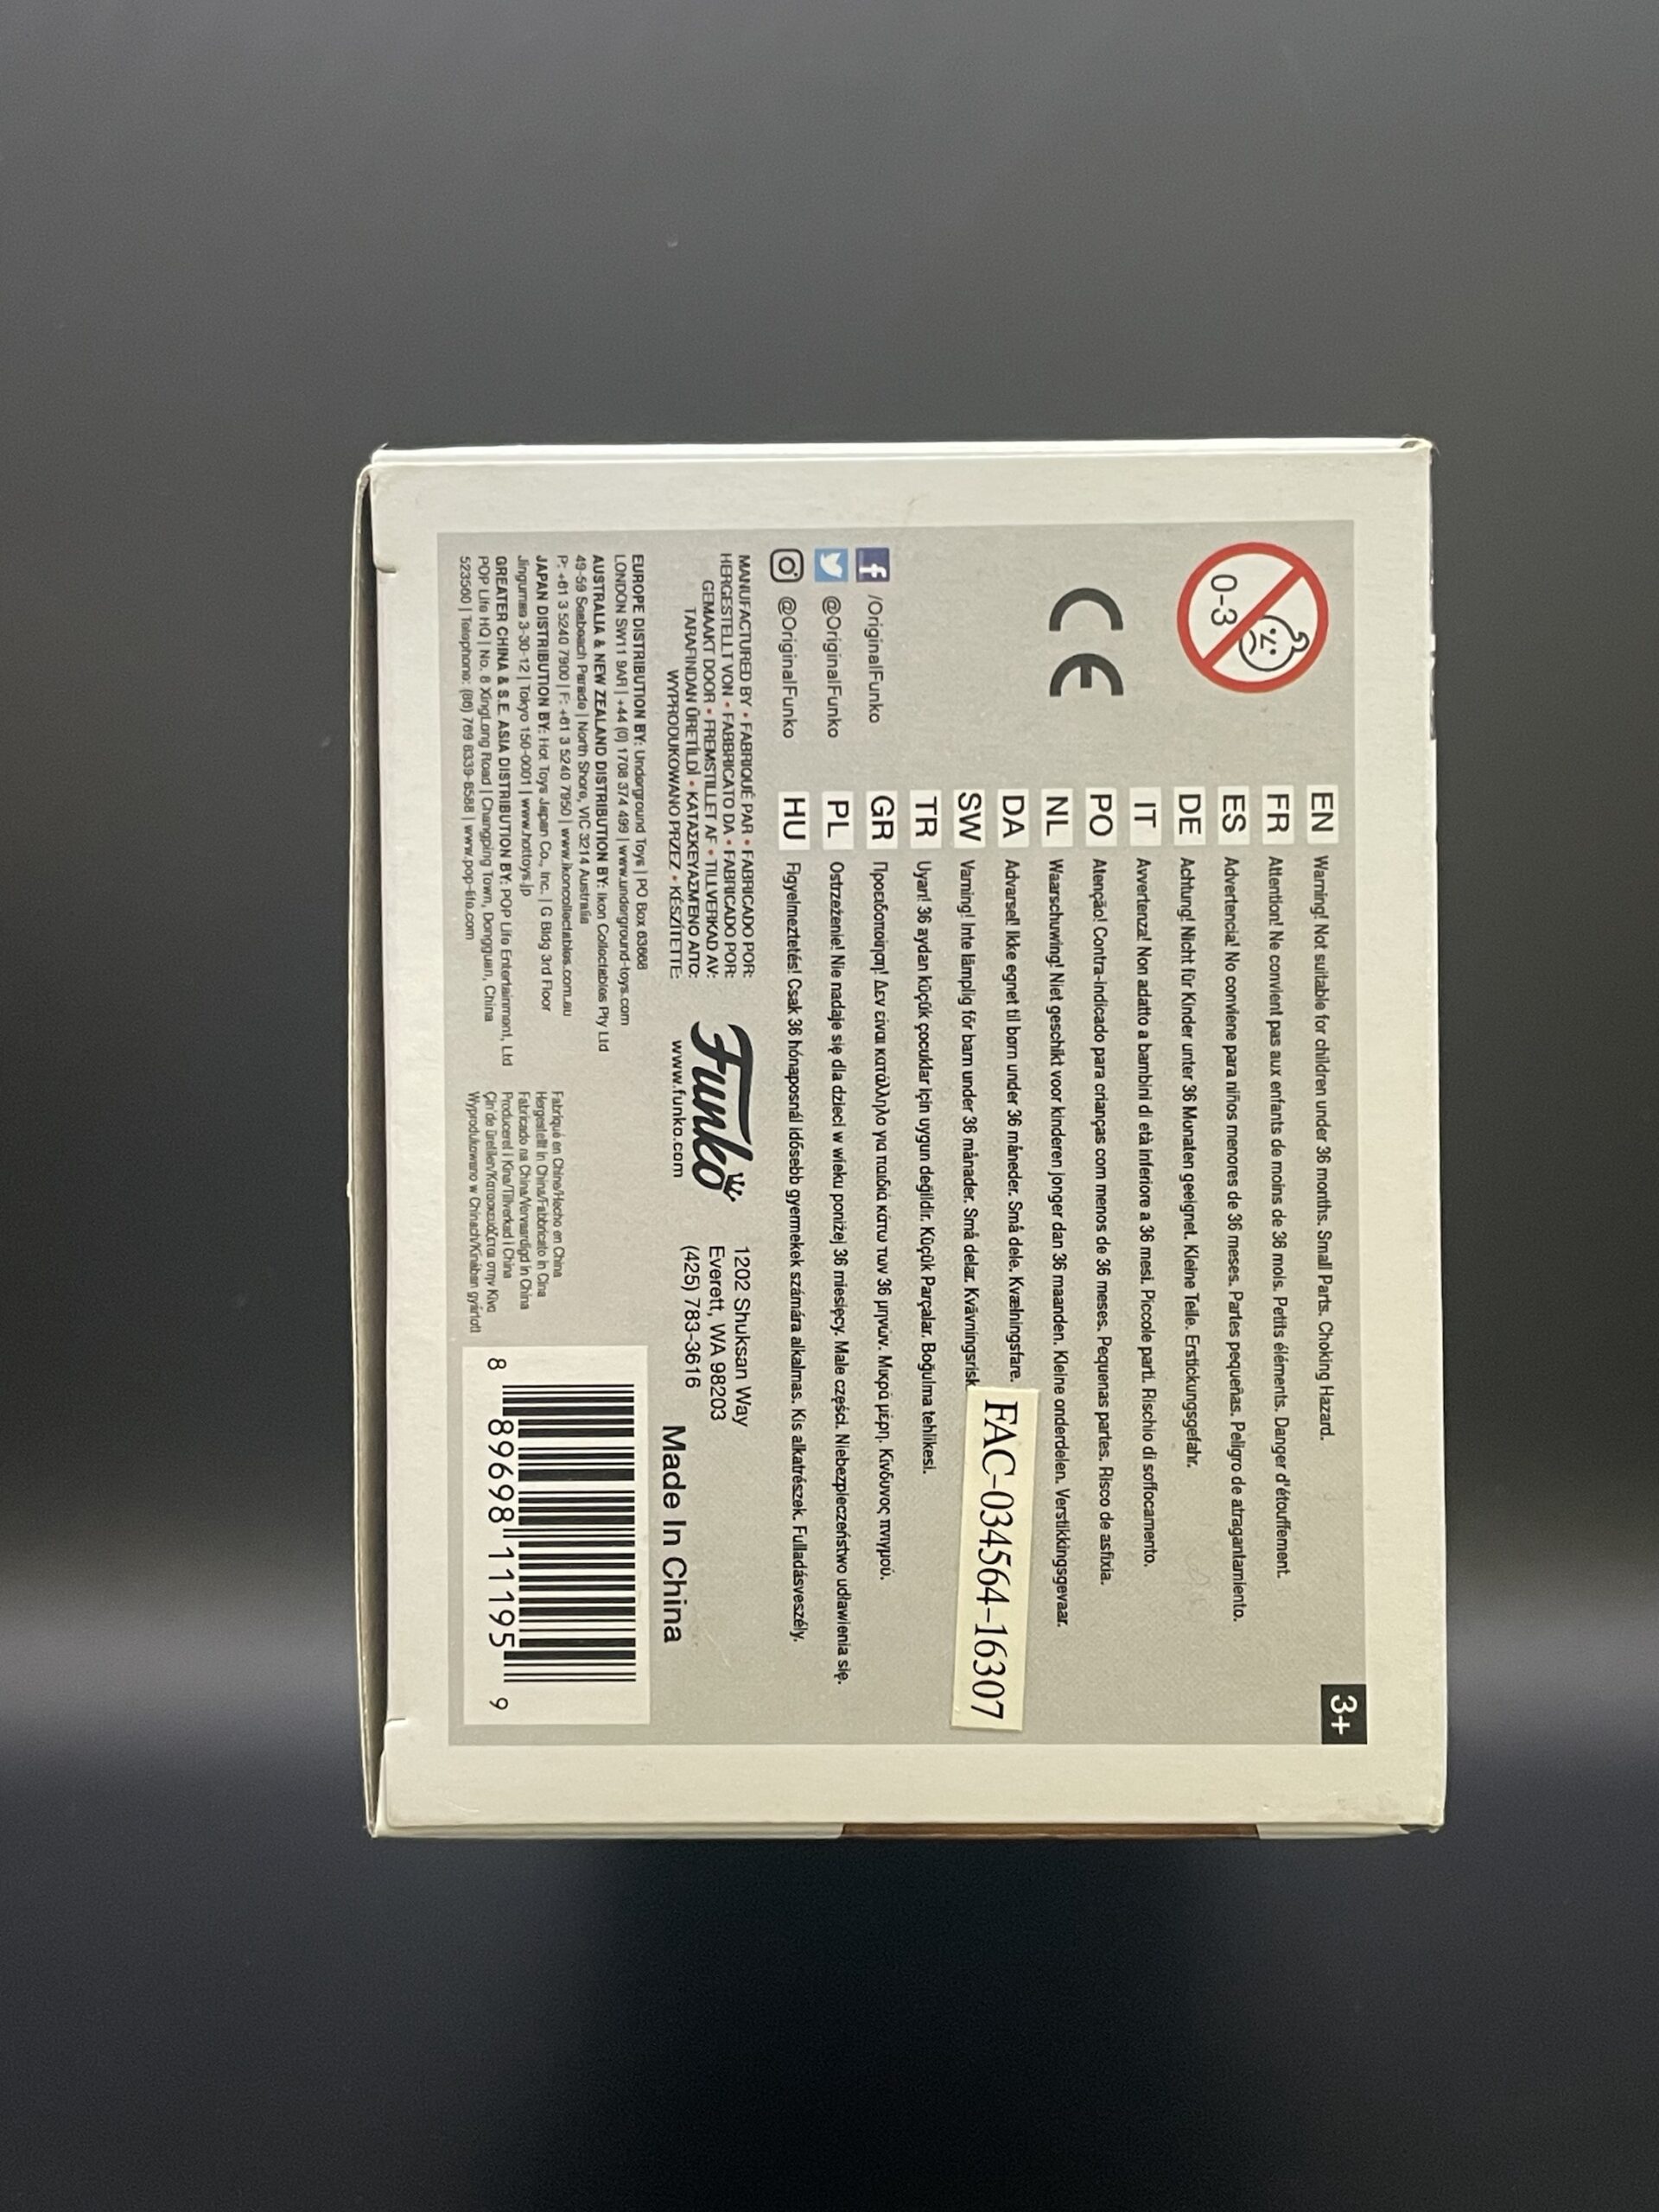 3+
0-3
EN Warning! Not suitable for children under 36 months. Small Parts. Choking Hazard.
FR Attention! Ne convient pas aux enfants de moins de 36 mois. Petits éléments. Danger d'étouffement.
ES Advertencia! No conviene para niños menores de 36 meses. Partes pequeñas. Peligro de atragantamiento.
DE Achtung! Nicht für Kinder unter 36 Monaten geeignet. Kleine Teile. Erstickungsgefahr.
IT Avvertenza! Non adatto a bambini di età inferiore a 36 mesi. Piccole parti. Rischio di soffocamento.
PO Atenção! Contra-indicado para crianças com menos de 36 meses. Pequenas partes. Risco de asfixia.
CE
NL Waarschuwing! Niet geschikt voor kinderen jonger dan 36 maanden. Kleine onderdelen. Verstikkingsgevaar.
DA Advarsel! Ikke egnet til børn under 36 måneder. Små dele. Kvælningsfare.
SW Varning! Inte lämplig för barn under 36 månader. Små delar. Kvävningsrisk
FAC-034564-16307
TR Uyarı! 36 aydan küçük çocuklar için uygun değildir. Küçük Parçalar. Boğulma tehlikesi.
GR Προειδοποίηση! Δεν είναι κατάλληλο για παιδιά κάτω των 36 μηνών. Μικρά μέρη. Κίνδυνος πνιγμού.
PL Ostrzeżenie! Nie nadaje się dla dzieci w wieku poniżej 36 miesięcy. Małe części. Niebezpieczeństwo udławienia się.
HU Figyelmeztetés! Csak 36 hónaposnál idősebb gyermekek számára alkalmas. Kis alkatrészek. Fulladásveszély.
/OriginalFunko
@OriginalFunko
@OriginalFunko
MANUFACTURED BY • FABRIQUÉ PAR • FABRICADO POR:
HERGESTELLT VON • FABBRICATO DA • FABRICADO POR:
GEMAAKT DOOR • FREMSTILLET AF • TILLVERKAD AV:
TARAFINDAN ÜRETİLDİ • ΚΑΤΑΣΚΕΥΑΣΜΕΝΟ ΑΠΟ:
WYPRODUKOWANO PRZEZ • KÉSZÍTETTE:
Funko
www.funko.com
1202 Shuksan Way
Everett, WA 98203
(425) 783-3616
Made In China
EUROPE DISTRIBUTION BY: Underground Toys | PO Box 63668
LONDON SW11 9AR | +44 (0) 1708 374 499 | www.underground-toys.com
AUSTRALIA & NEW ZEALAND DISTRIBUTION BY: Ikon Collectables Pty Ltd
49-59 Seabeach Parade | North Shore, VIC 3214 Australia
P: +61 3 5240 7900 | F: +61 3 5240 7950 | www.ikoncollectables.com.au
JAPAN DISTRIBUTION BY: Hot Toys Japan Co., Inc. | G Bldg 3rd Floor
Jingumae 3-30-12 | Tokyo 150-0001 | www.hottoys.jp
GREATER CHINA & S.E. ASIA DISTRIBUTION BY: POP Life Entertainment, Ltd
POP Life HQ | No. 8 XingLong Road | Changping Town, Dongguan, China
523560 | Telephone: (86) 769 8339-8588 | www.pop-life.com
Fabriqué en Chine/Hecho en China
Hergestellt in China/Fabbricato in Cina
Fabricado na China/Vervaardigd in China
Produceret i Kina/Tillverkad i China
Çin'de üretilen/Κατασκευάζεται στην Κίνα
Wyprodukowano w Chinach/Kínában gyártott
8 89698 11195 9